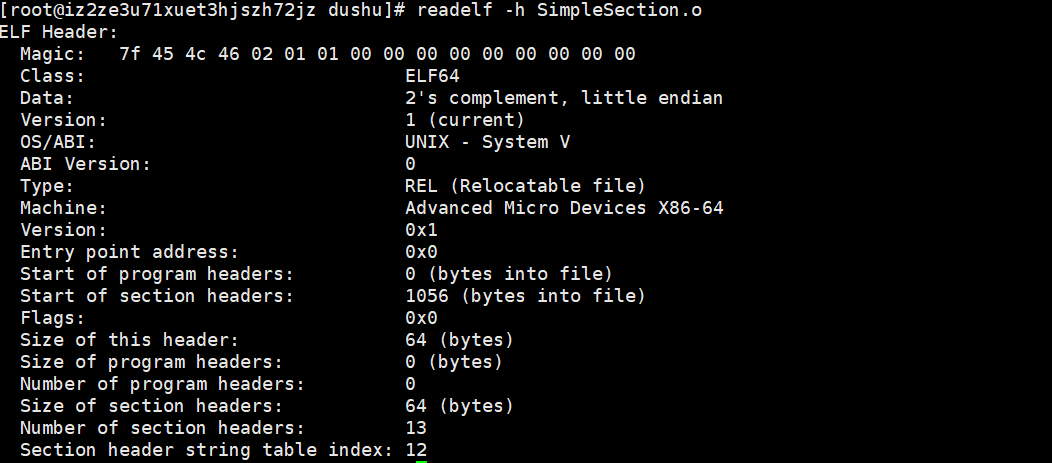 [root@iz2ze3u71xuet3hjszh72jz dushu]# readelf -h SimpleSection.o
ELF Header:
  Magic:   7f 45 4c 46 02 01 01 00 00 00 00 00 00 00 00 00
  Class:                             ELF64
  Data:                              2's complement, little endian
  Version:                           1 (current)
  OS/ABI:                            UNIX - System V
  ABI Version:                       0
  Type:                              REL (Relocatable file)
  Machine:                           Advanced Micro Devices X86-64
  Version:                           0x1
  Entry point address:               0x0
  Start of program headers:          0 (bytes into file)
  Start of section headers:          1056 (bytes into file)
  Flags:                             0x0
  Size of this header:               64 (bytes)
  Size of program headers:           0 (bytes)
  Number of program headers:         0
  Size of section headers:           64 (bytes)
  Number of section headers:         13
  Section header string table index: 12